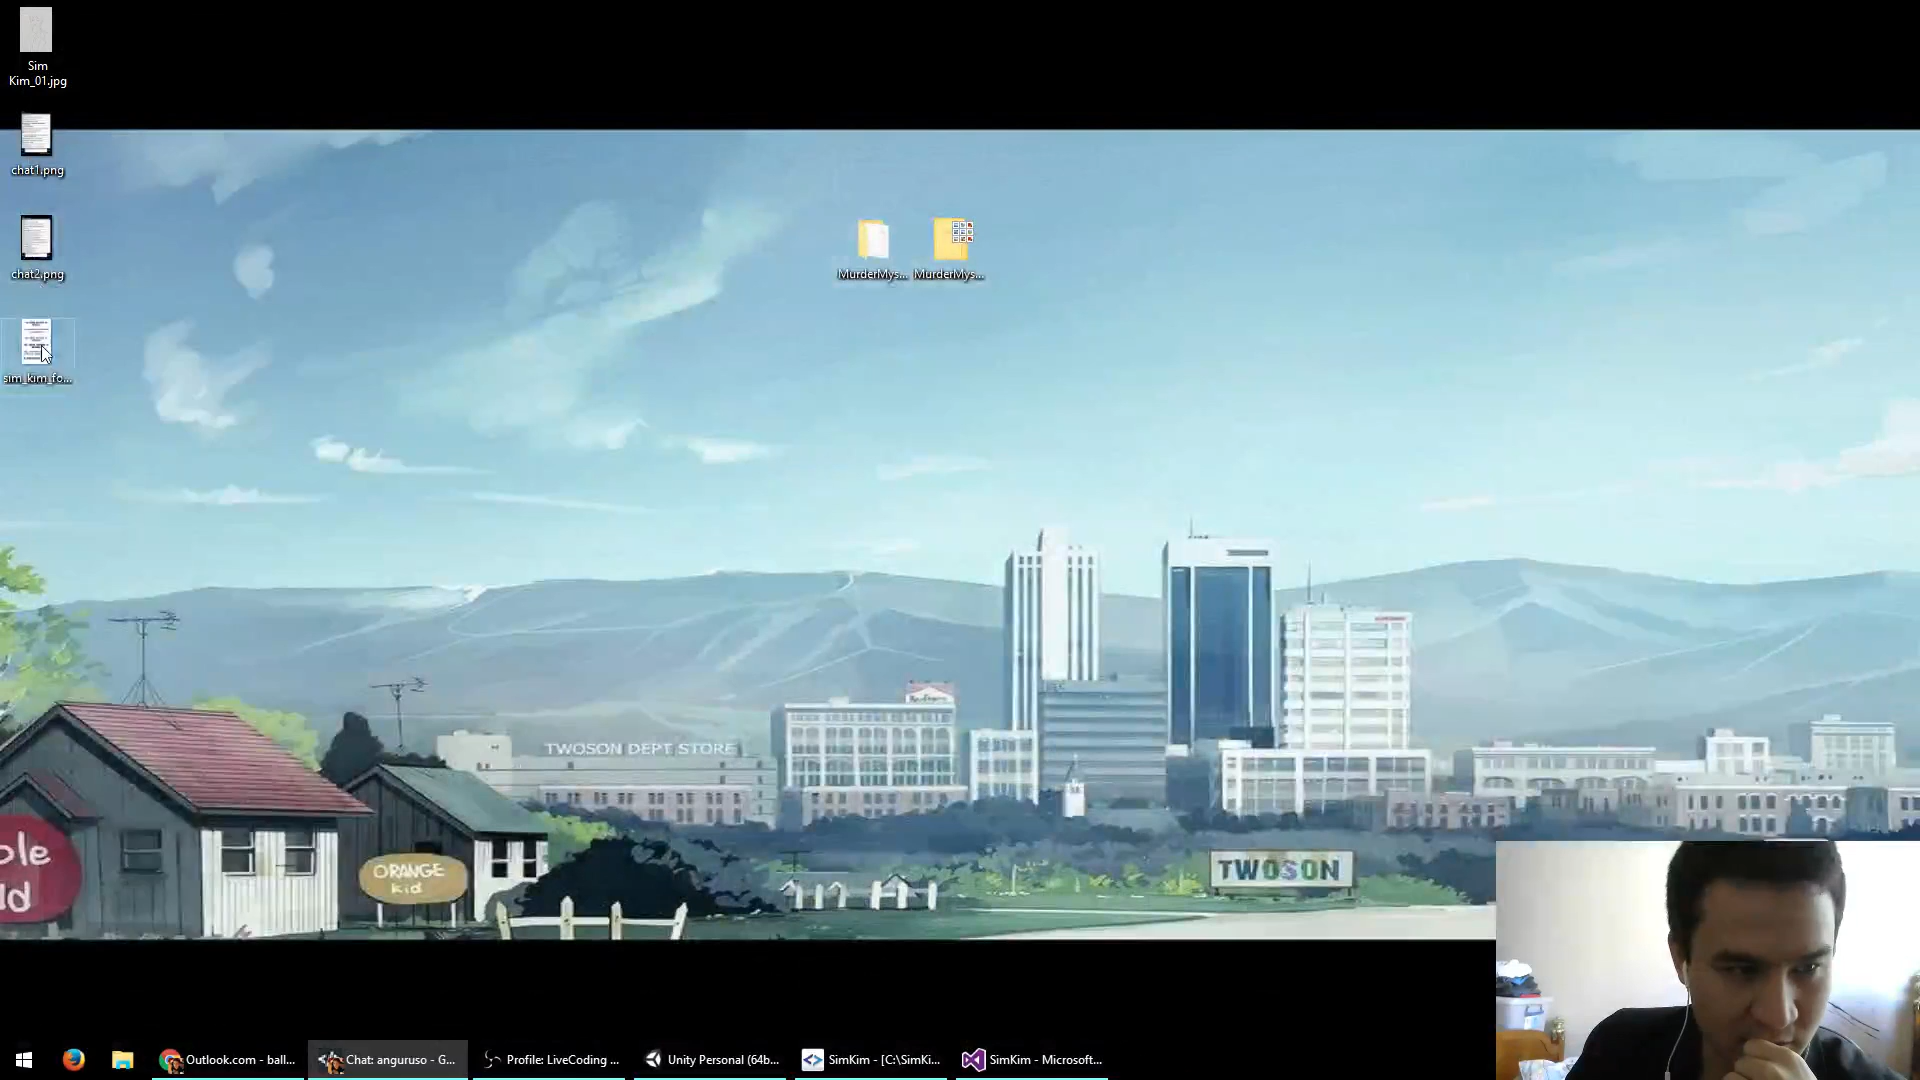 Sim
Kim_01.jpg
chat1.png
chat2.png
sim_kim_fo...
MurderMys...
MurderMys...
TWOSON DEPT STORE
ORANGE
Kid
TWOSON
Outlook.com - ball...
Chat: anguruso - G...
Profile: LiveCoding ...
Unity Personal (64b...
SimKim - [C:\SimKi...
SimKim - Microsoft...